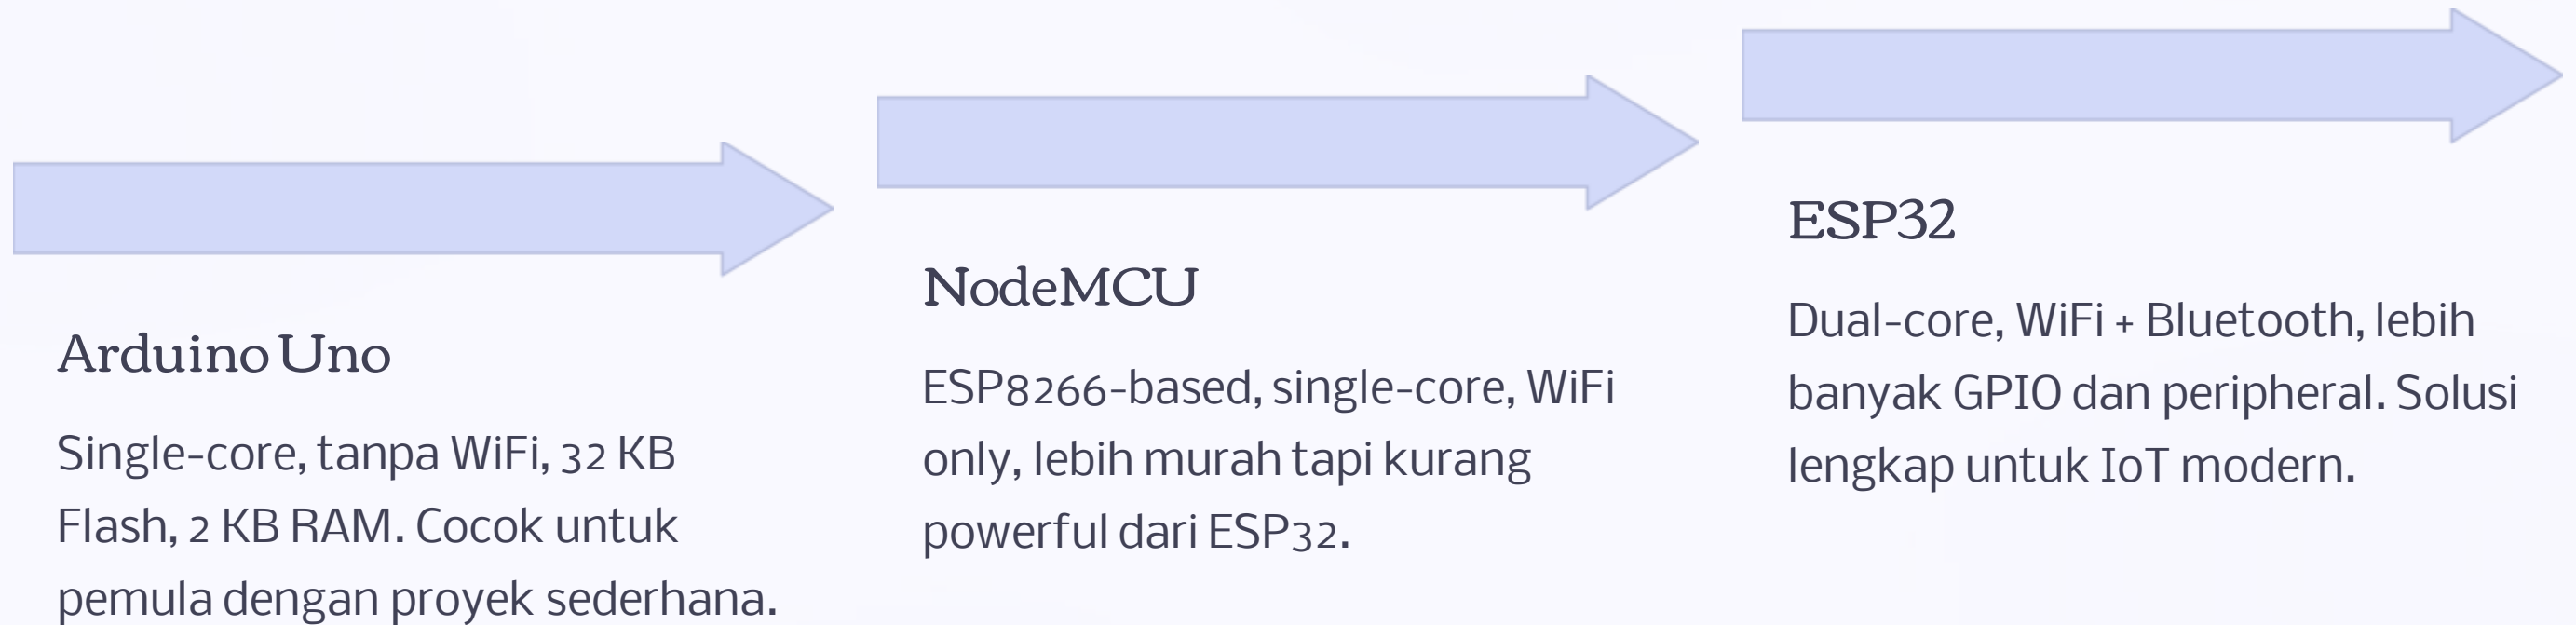 Arduino Uno
Single-core, tanpa WiFi, 32 KB
Flash, 2 KB RAM. Cocok untuk
pemula dengan proyek sederhana.
NodeMCU
ESP8266-based, single-core, WiFi
only, lebih murah tapi kurang
powerful dari ESP32.
ESP32
Dual-core, WiFi + Bluetooth, lebih
banyak GPIO dan peripheral. Solusi
lengkap untuk IoT modern.